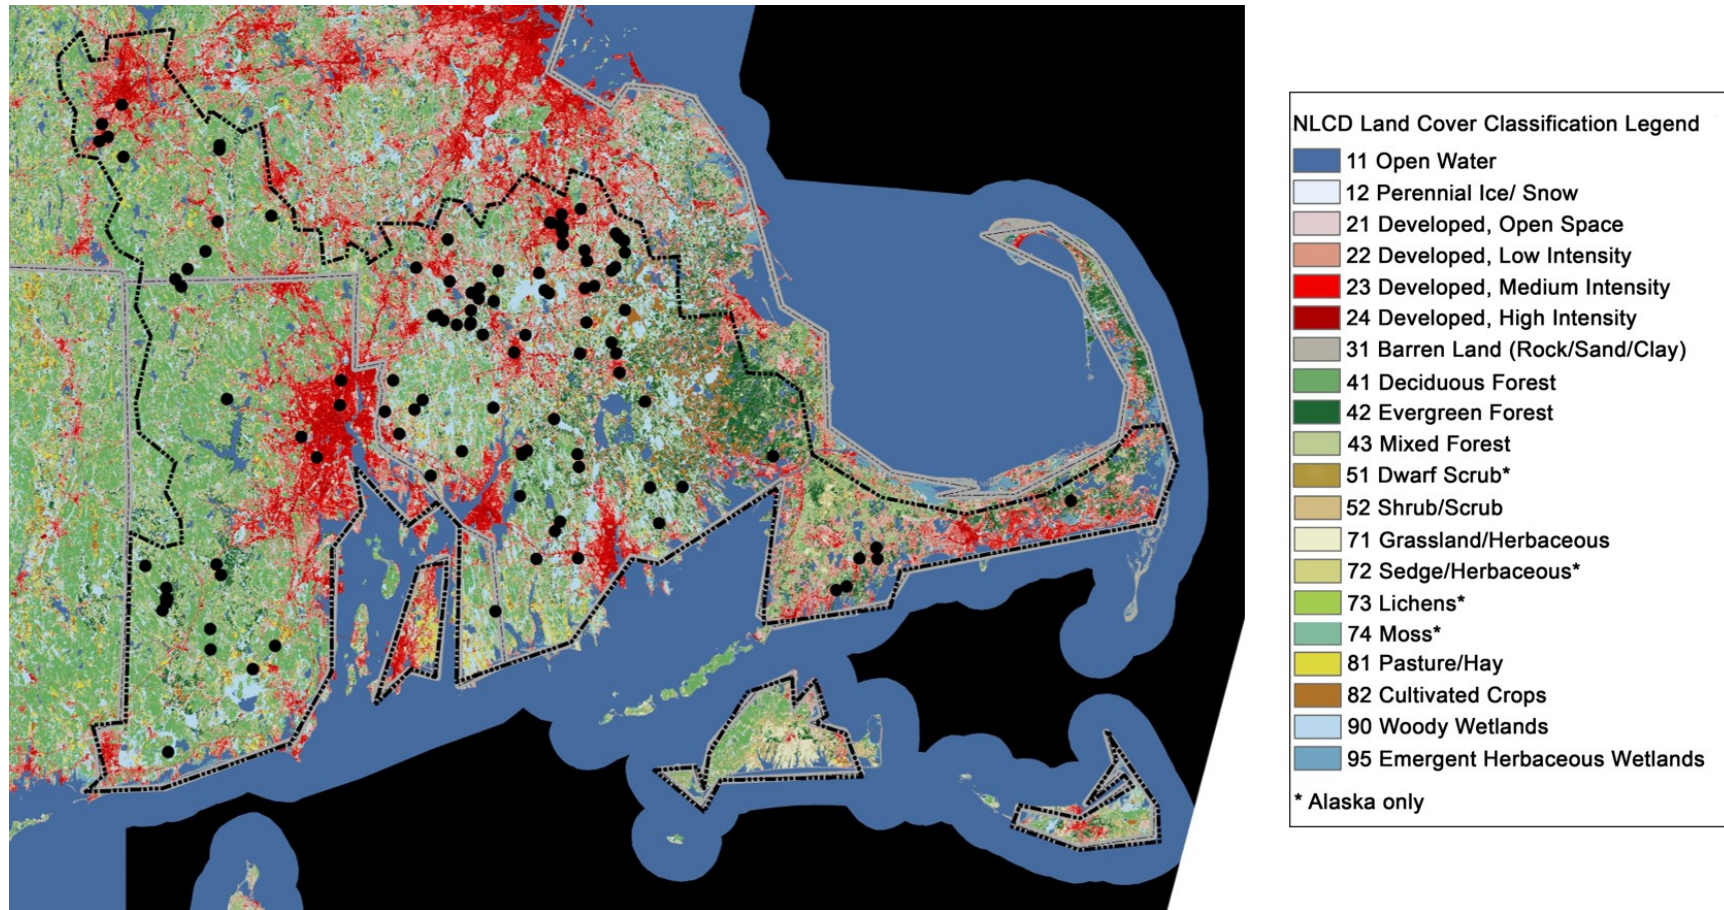 NLCD Land Cover Classification Legend
11 Open Water
12 Perennial Ice/ Snow
21 Developed, Open Space
22 Developed, Low Intensity
23 Developed, Medium Intensity
24 Developed, High Intensity
31 Barren Land (Rock/Sand/Clay)
41 Deciduous Forest
42 Evergreen Forest
43 Mixed Forest
51 Dwarf Scrub*
52 Shrub/Scrub
71 Grassland/Herbaceous
72 Sedge/Herbaceous*
73 Lichens*
74 Moss*
81 Pasture/Hay
82 Cultivated Crops
90 Woody Wetlands
95 Emergent Herbaceous Wetlands
* Alaska only